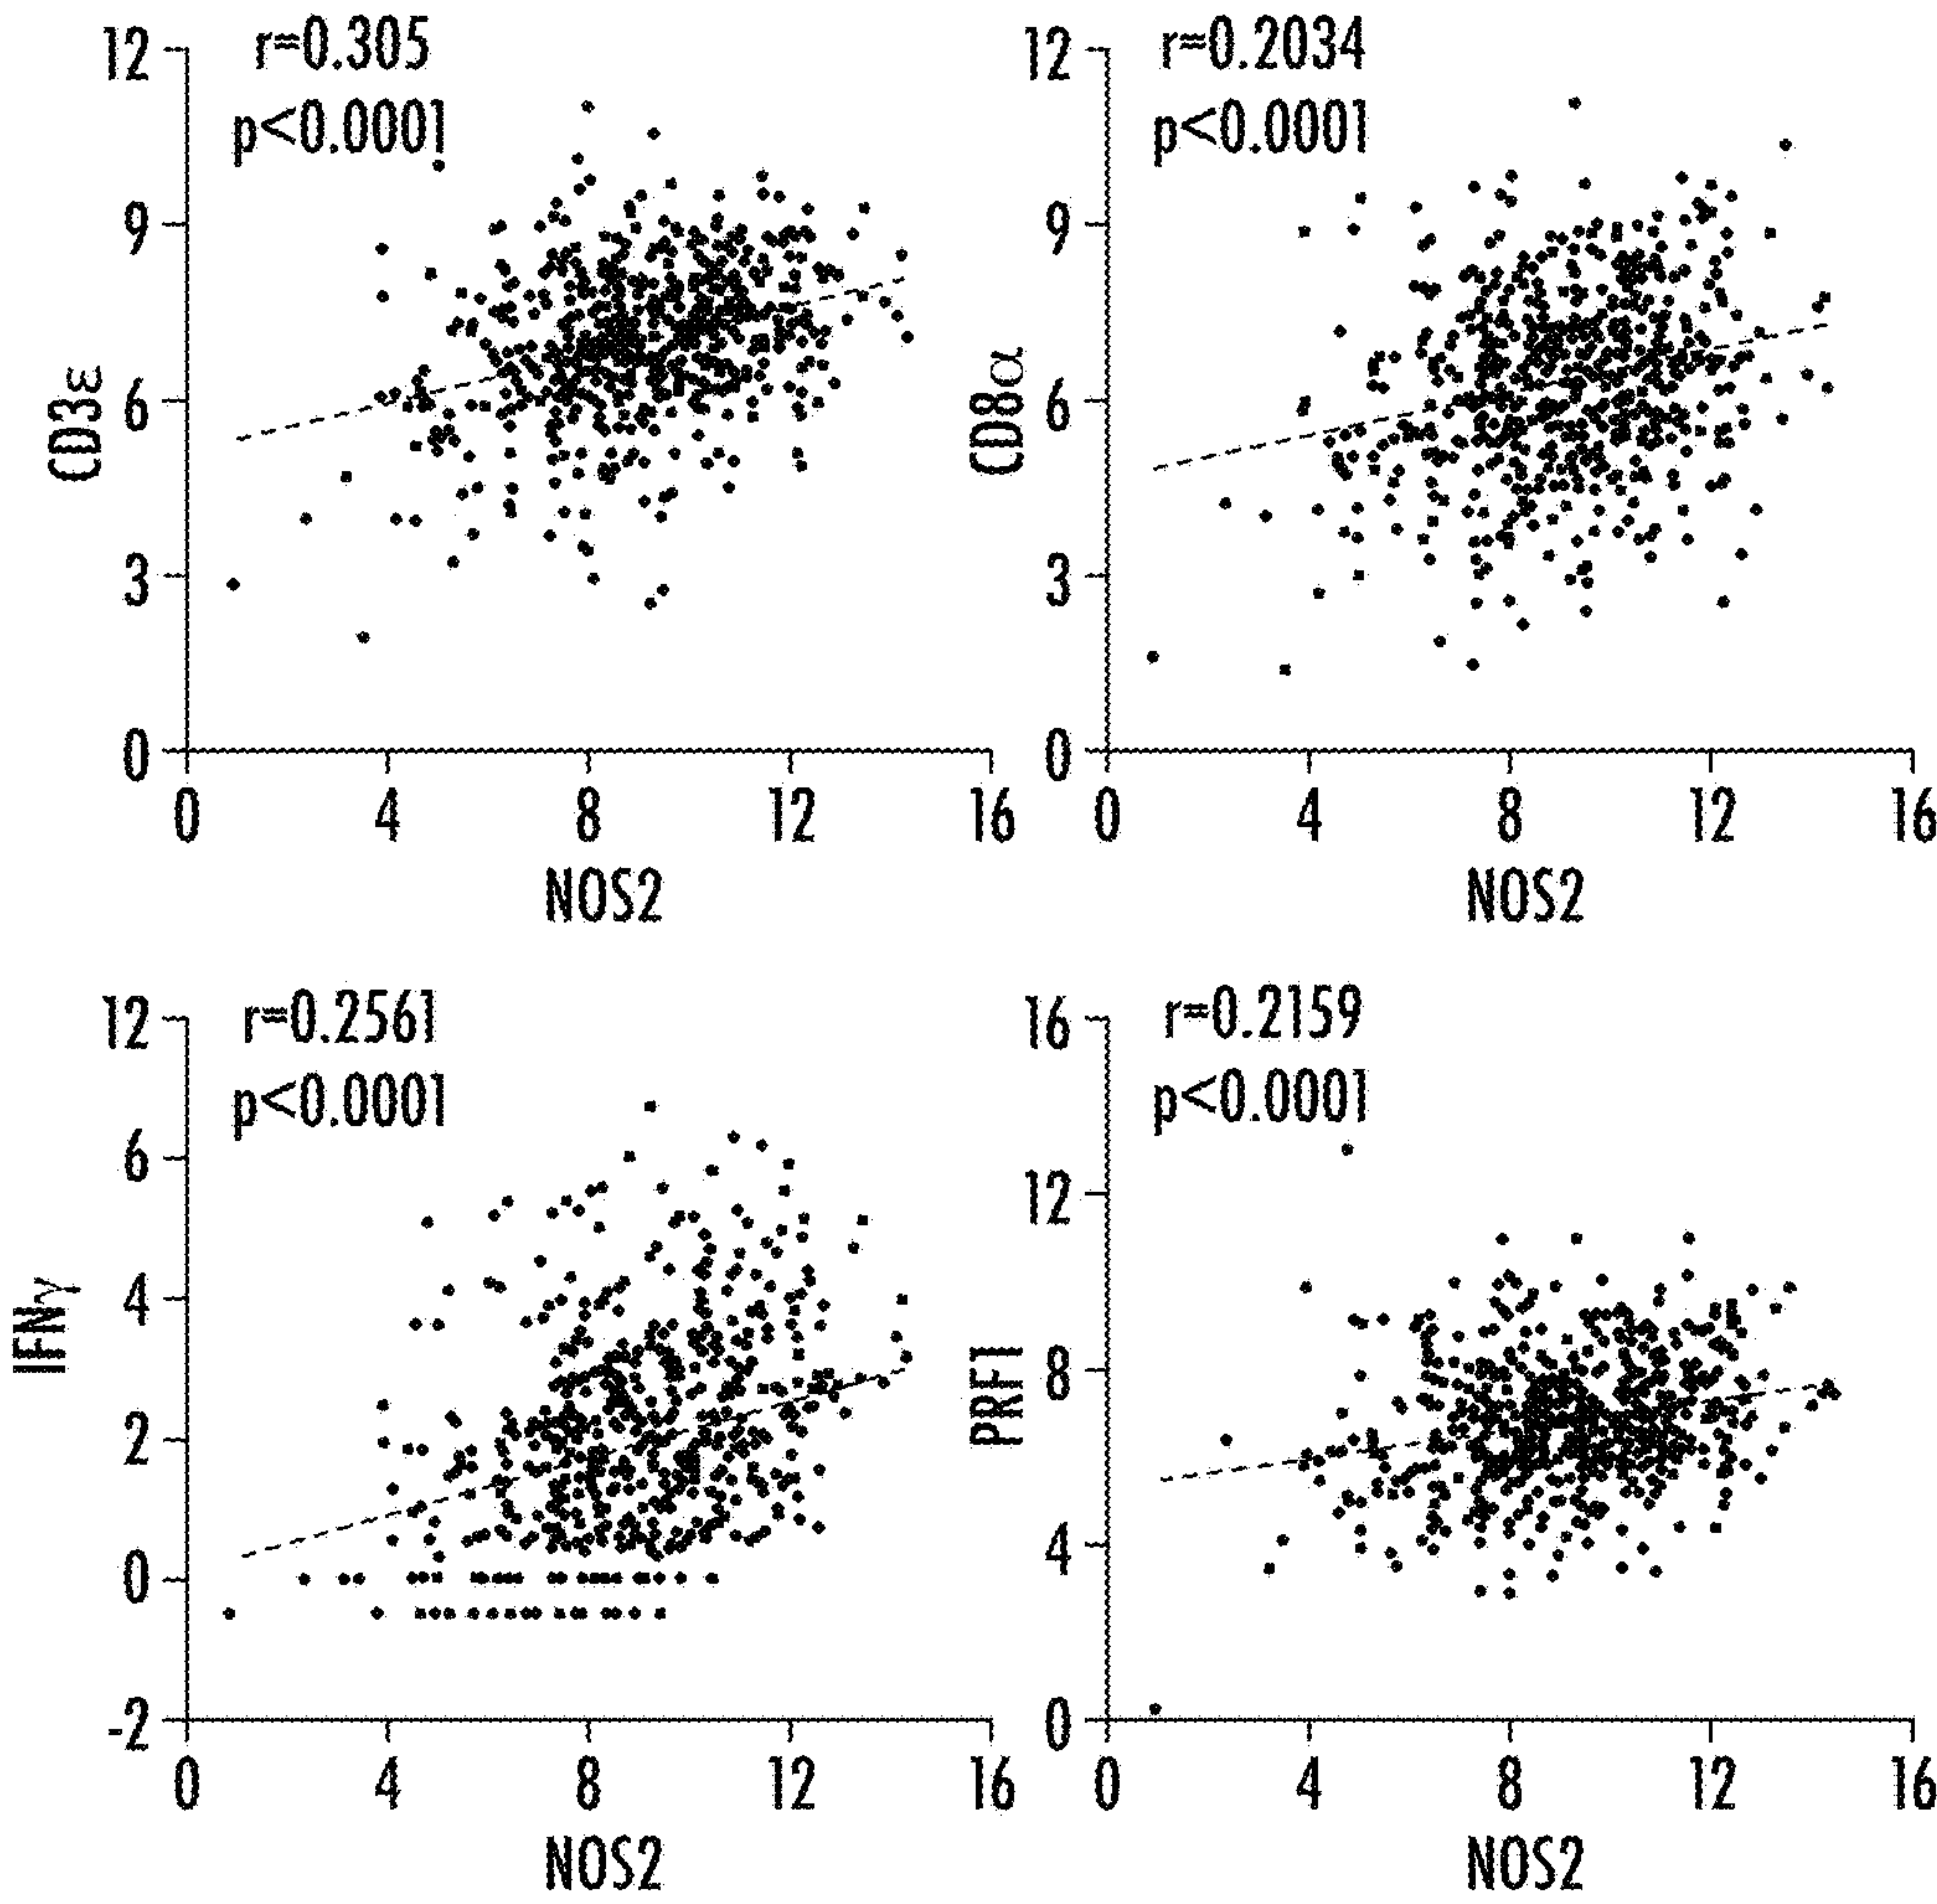 r=0.305
p<0.0001
12
9
6
3
0
CD3ε
0 4 8 12 16
NOS2
r=0.2034
p<0.0001
12
9
6
3
0
CD8α
0 4 8 12 16
NOS2
r=0.2561
p<0.0001
12
6
4
2
0
-2
IFNγ
0 4 8 12 16
NOS2
r=0.2159
p<0.0001
16
12
8
4
0
PRF1
0 4 8 12 16
NOS2